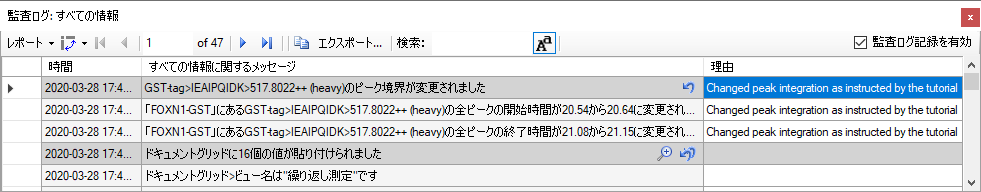 監査ログ: すべての情報
レポート 1 of 47 エクスポート... 検索: Aa 監査ログ記録を有効
時間 すべての情報に関するメッセージ 理由
2020-03-28 17:4... GST-tag>IEAIPQIDK>517.8022++ (heavy)のピーク境界が変更されました Changed peak integration as instructed by the tutorial
2020-03-28 17:4... 「FOXN1-GST」にあるGST-tag>IEAIPQIDK>517.8022++ (heavy)の全ピークの開始時間が20.54から20.64に変更され... Changed peak integration as instructed by the tutorial
2020-03-28 17:4... 「FOXN1-GST」にあるGST-tag>IEAIPQIDK>517.8022++ (heavy)の全ピークの終了時間が21.08から21.15に変更され... Changed peak integration as instructed by the tutorial
2020-03-28 17:4... ドキュメントグリッドに16個の値が貼り付けられました
2020-03-28 17:4... ドキュメントグリッド>ビュー名は"繰り返し測定"です